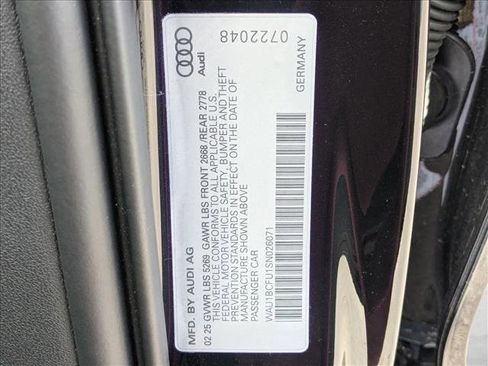 Audi
0722048
MFD. BY AUDI AG
GERMANY
02 25 GVWR LBS 5269 GAWR LBS FRONT 2668 /REAR 2778
THIS VEHICLE CONFORMS TO ALL APPLICABLE U.S.
FEDERAL MOTOR VEHICLE SAFETY, BUMPER AND THEFT
PREVENTION STANDARDS IN EFFECT ON THE DATE OF
MANUFACTURE SHOWN ABOVE
PASSENGER CAR
WAU1BCFU1SN026071